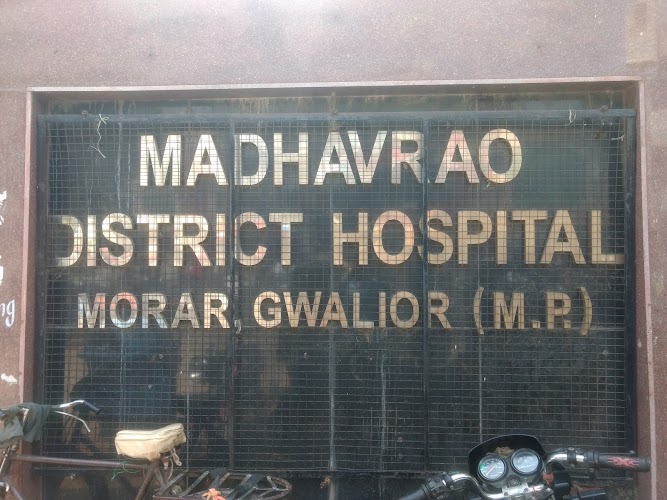 MADHAVRAO
DISTRICT HOSPITAL
MORAR, GWALIOR (M.P.)